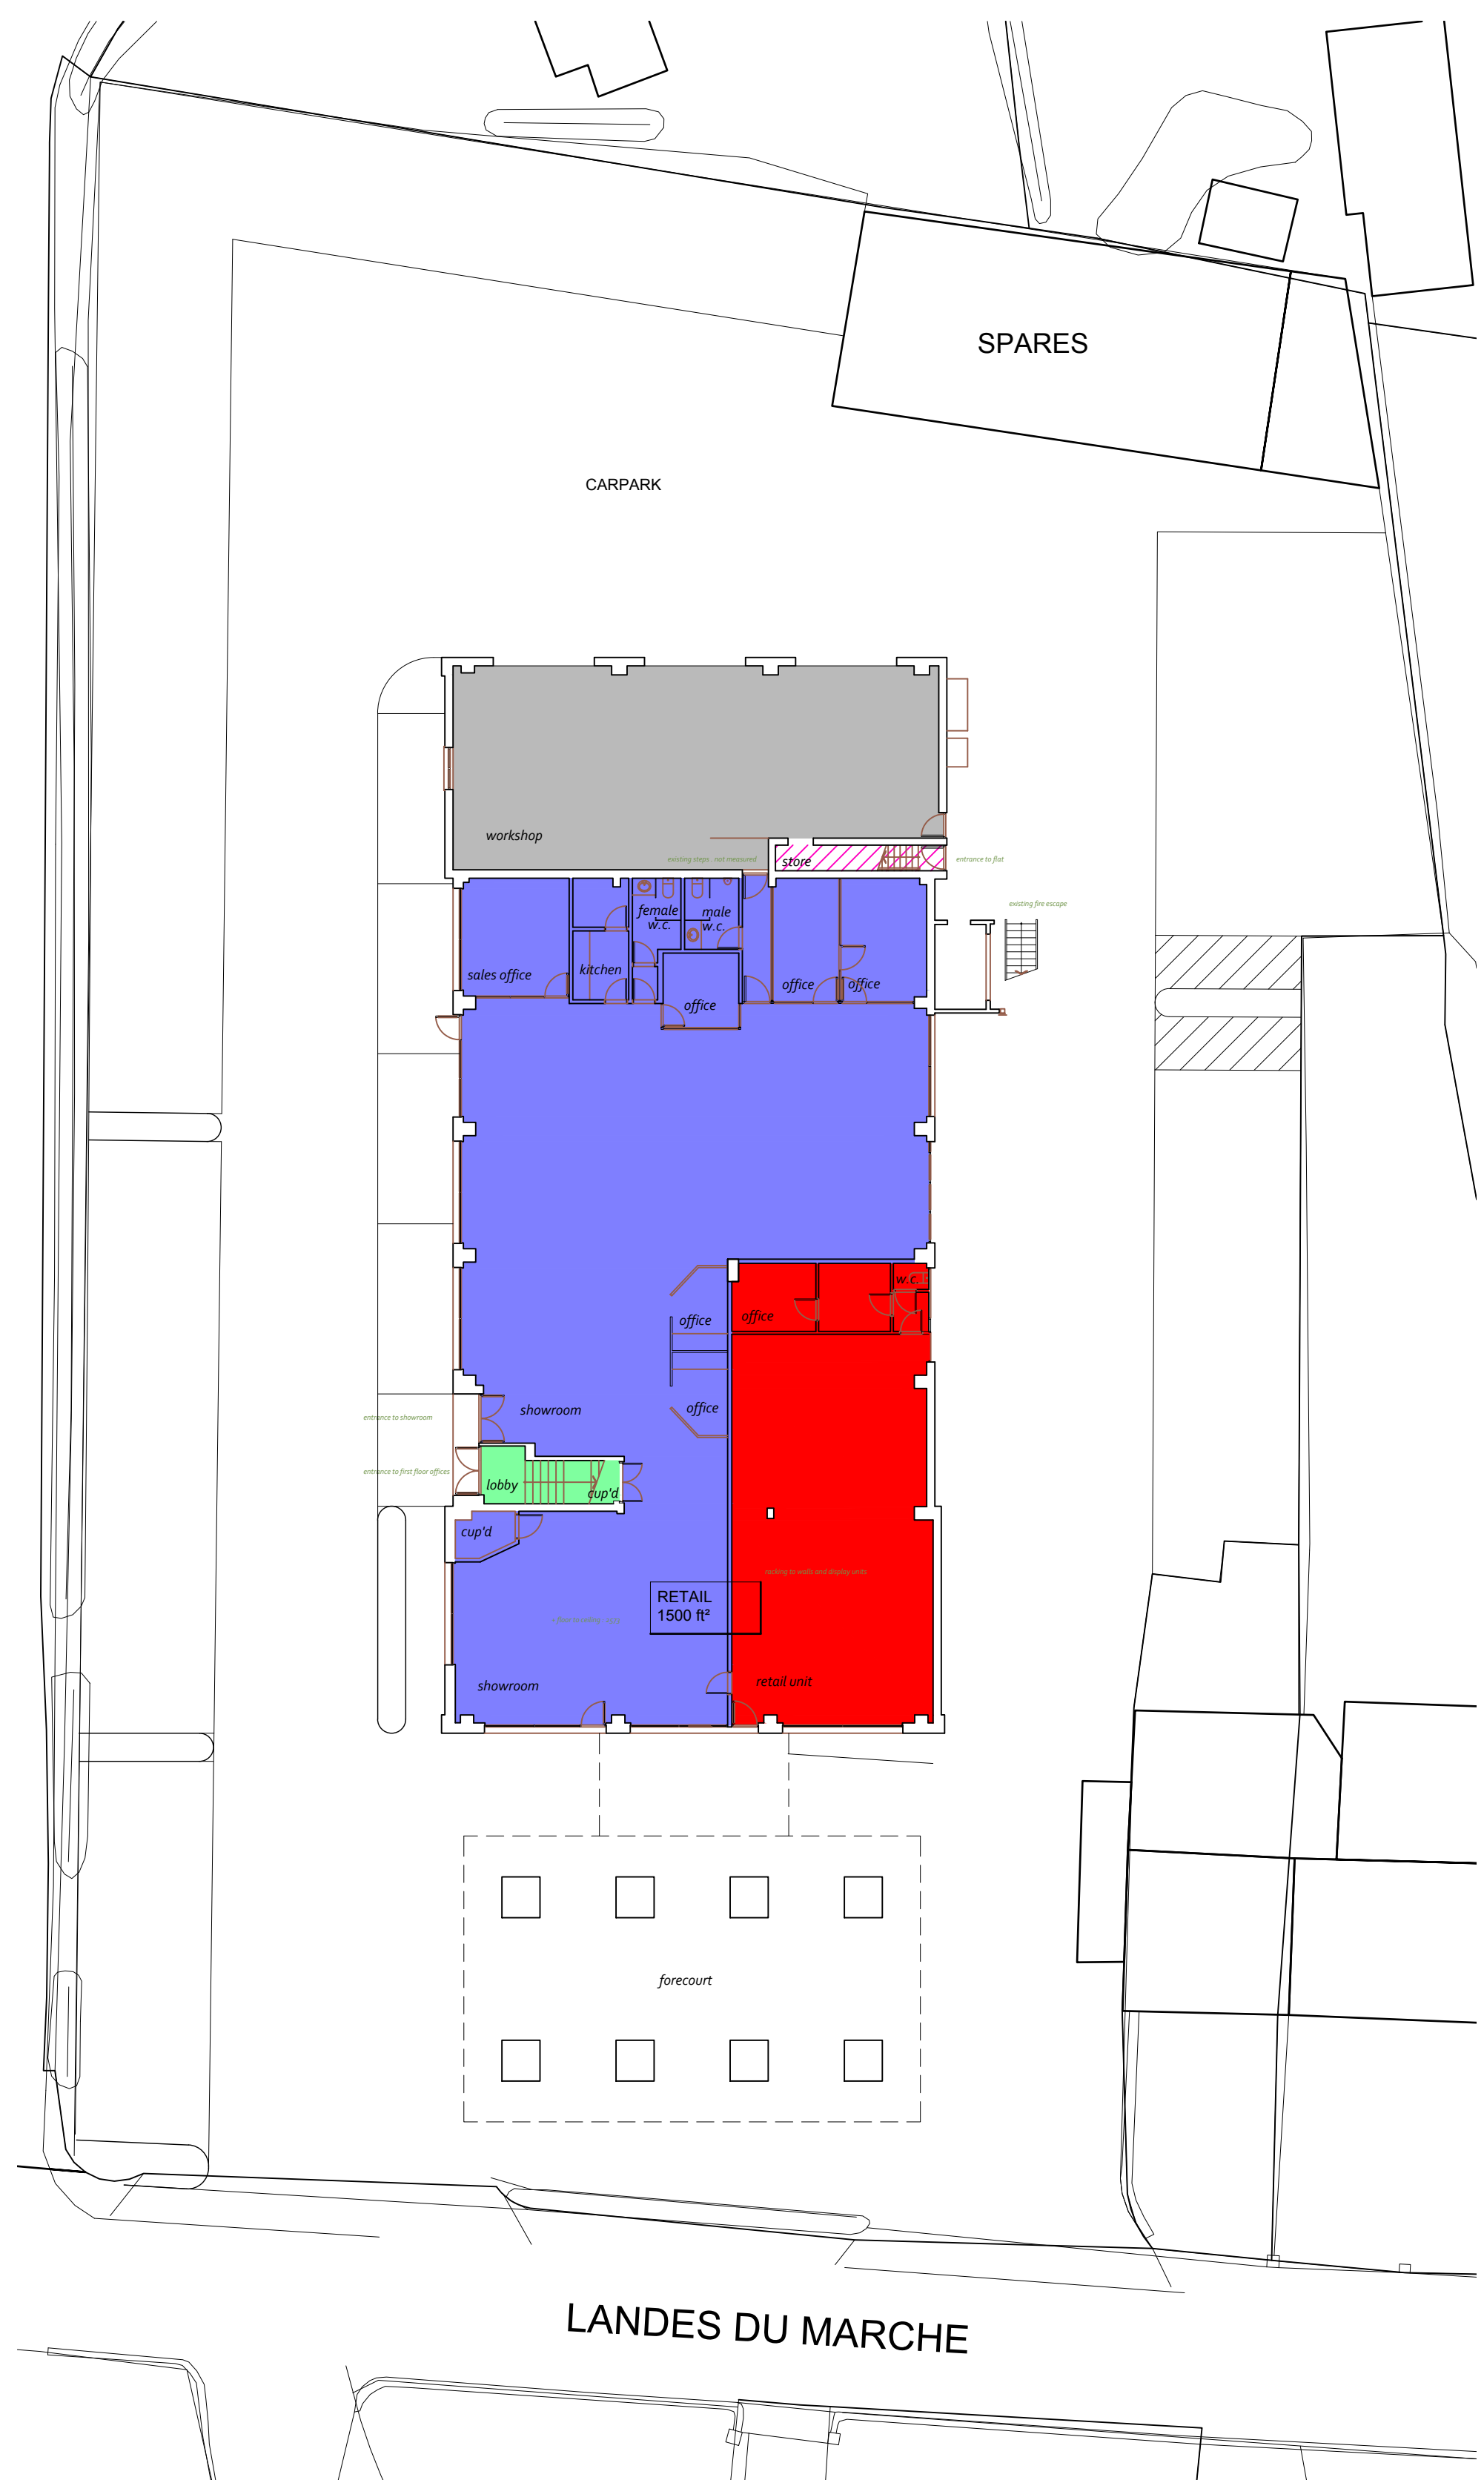 SPARES
CARPARK
workshop
existing steps . not measured
store
entrance to flat
existing fire escape
female
w.c.
male
w.c.
sales office
kitchen
office
office
office
w.c.
office
office
office
showroom
entrance to showroom
entrance to first floor offices
lobby
cup'd
cup'd
racking to walls and display units
RETAIL
1500 ft²
retail unit
showroom
forecourt
LANDES DU MARCHE